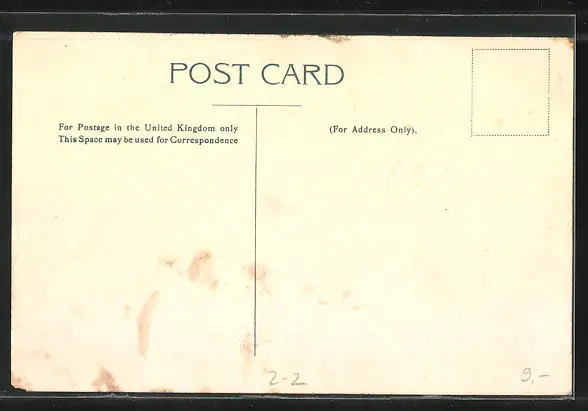 POST CARD
For Postage in the United Kingdom only
This Space may be used for Correspondence
(For Address Only).
2-2
9,-